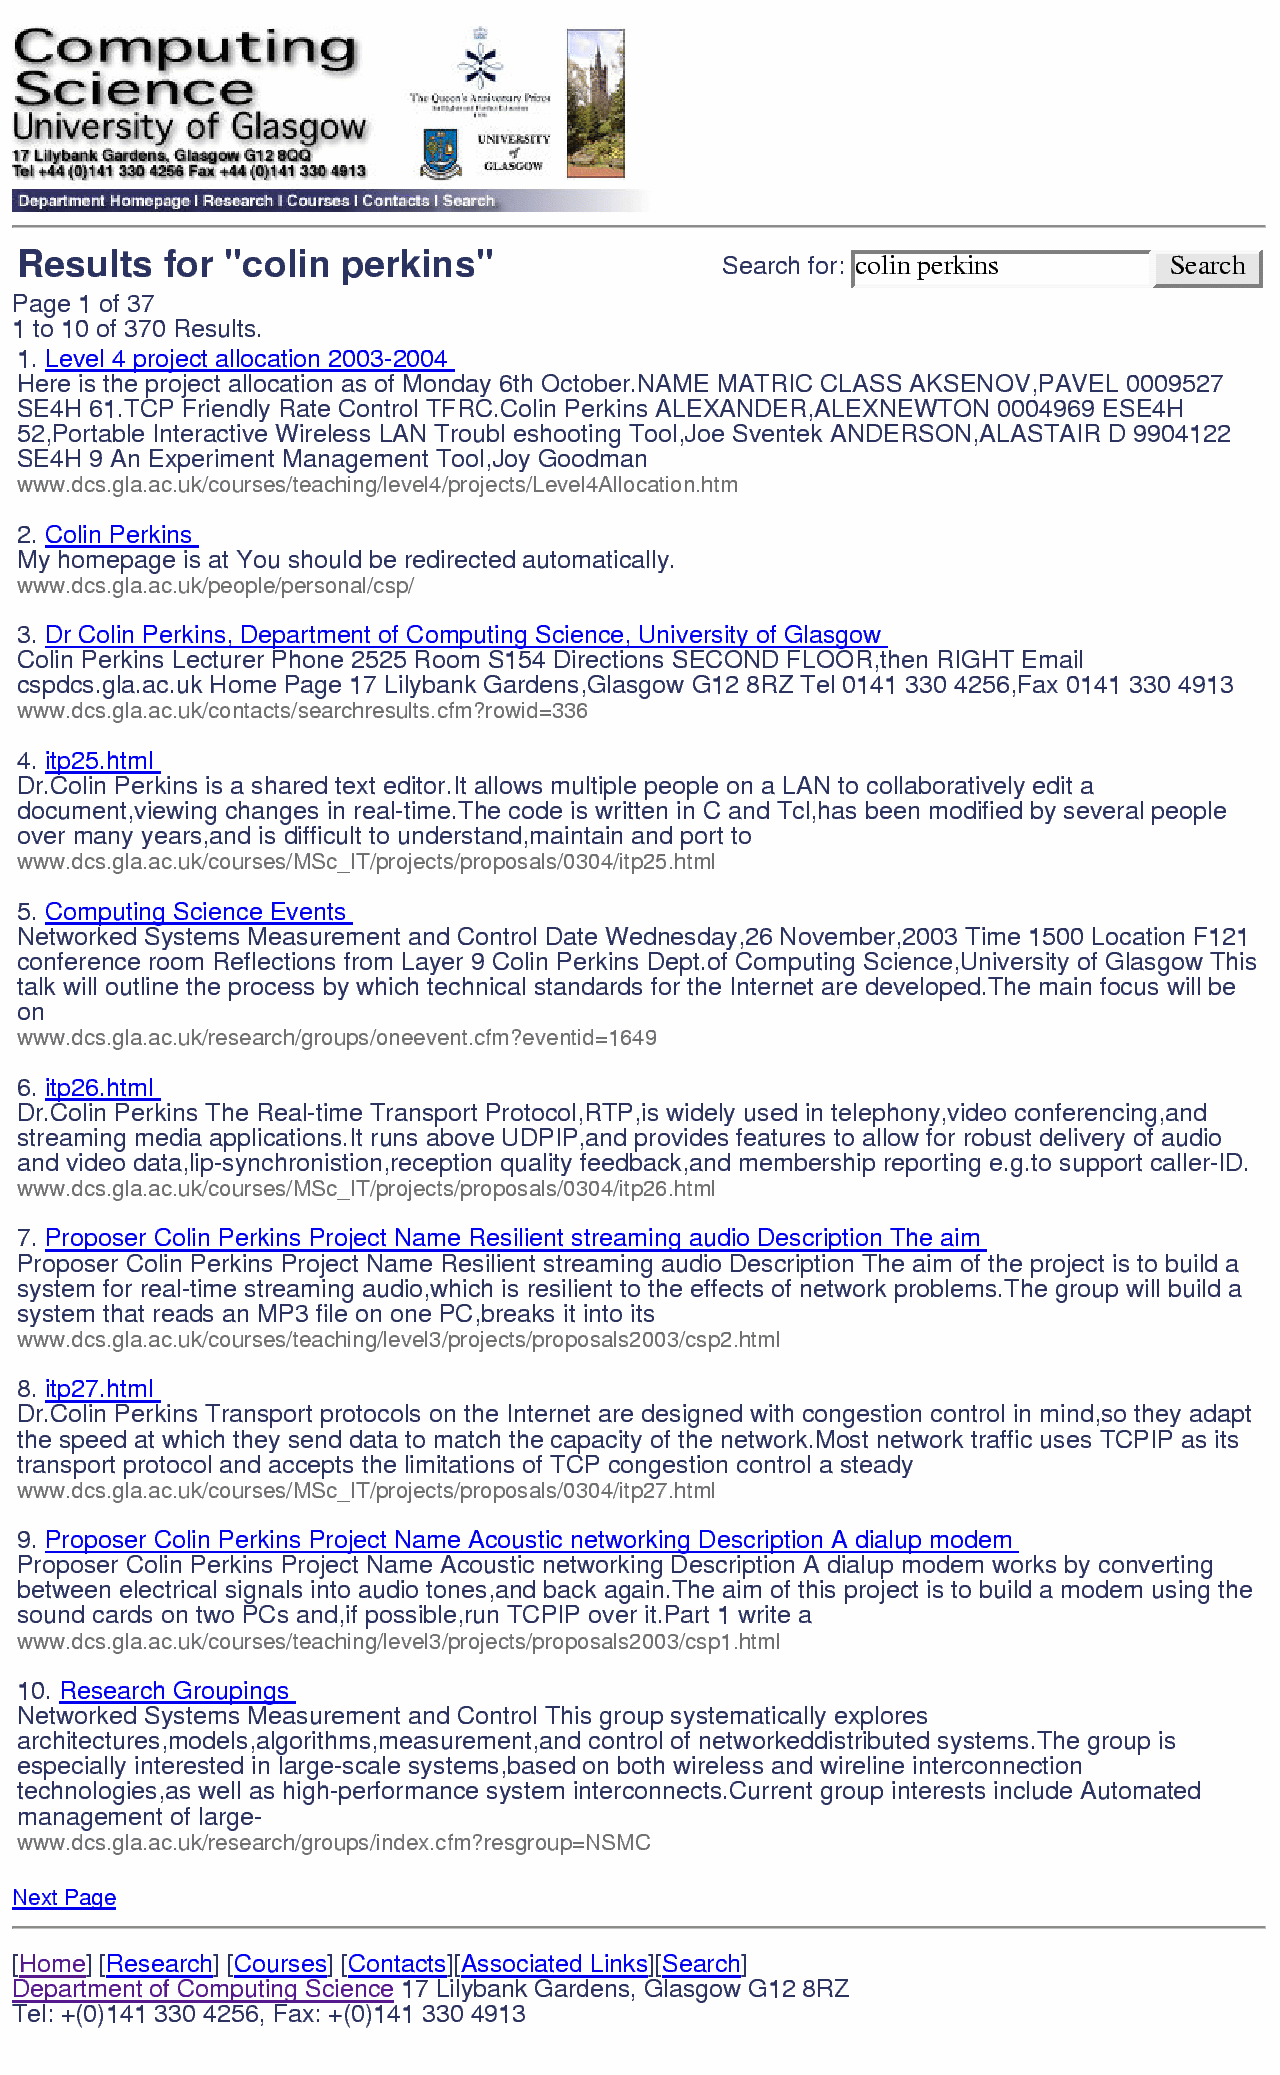 Computing
Science
University of Glasgow
17 Lilybank Gardens, Glasgow G12 8QQ
Tel +44 (0)141 330 4256 Fax +44 (0)141 330 4913
The Queen's Anniversary Prizes
UNIVERSITY
of
GLASGOW
Department Homepage | Research | Courses | Contacts | Search
Results for "colin perkins"
Search for: colin perkins Search
Page 1 of 37
1 to 10 of 370 Results.
1. Level 4 project allocation 2003-2004
Here is the project allocation as of Monday 6th October.NAME MATRIC CLASS AKSENOV,PAVEL 0009527
SE4H 61.TCP Friendly Rate Control TFRC.Colin Perkins ALEXANDER,ALEXNEWTON 0004969 ESE4H
52,Portable Interactive Wireless LAN Troubl eshooting Tool,Joe Sventek ANDERSON,ALASTAIR D 9904122
SE4H 9 An Experiment Management Tool,Joy Goodman
www.dcs.gla.ac.uk/courses/teaching/level4/projects/Level4Allocation.htm
2. Colin Perkins
My homepage is at You should be redirected automatically.
www.dcs.gla.ac.uk/people/personal/csp/
3. Dr Colin Perkins, Department of Computing Science, University of Glasgow
Colin Perkins Lecturer Phone 2525 Room S154 Directions SECOND FLOOR,then RIGHT Email
cspdcs.gla.ac.uk Home Page 17 Lilybank Gardens,Glasgow G12 8RZ Tel 0141 330 4256,Fax 0141 330 4913
www.dcs.gla.ac.uk/contacts/searchresults.cfm?rowid=336
4. itp25.html
Dr.Colin Perkins is a shared text editor.It allows multiple people on a LAN to collaboratively edit a
document,viewing changes in real-time.The code is written in C and Tcl,has been modified by several people
over many years,and is difficult to understand,maintain and port to
www.dcs.gla.ac.uk/courses/MSc_IT/projects/proposals/0304/itp25.html
5. Computing Science Events
Networked Systems Measurement and Control Date Wednesday,26 November,2003 Time 1500 Location F121
conference room Reflections from Layer 9 Colin Perkins Dept.of Computing Science,University of Glasgow This
talk will outline the process by which technical standards for the Internet are developed.The main focus will be
on
www.dcs.gla.ac.uk/research/groups/oneevent.cfm?eventid=1649
6. itp26.html
Dr.Colin Perkins The Real-time Transport Protocol,RTP,is widely used in telephony,video conferencing,and
streaming media applications.It runs above UDPIP,and provides features to allow for robust delivery of audio
and video data,lip-synchronistion,reception quality feedback,and membership reporting e.g.to support caller-ID.
www.dcs.gla.ac.uk/courses/MSc_IT/projects/proposals/0304/itp26.html
7. Proposer Colin Perkins Project Name Resilient streaming audio Description The aim
Proposer Colin Perkins Project Name Resilient streaming audio Description The aim of the project is to build a
system for real-time streaming audio,which is resilient to the effects of network problems.The group will build a
system that reads an MP3 file on one PC,breaks it into its
www.dcs.gla.ac.uk/courses/teaching/level3/projects/proposals2003/csp2.html
8. itp27.html
Dr.Colin Perkins Transport protocols on the Internet are designed with congestion control in mind,so they adapt
the speed at which they send data to match the capacity of the network.Most network traffic uses TCPIP as its
transport protocol and accepts the limitations of TCP congestion control a steady
www.dcs.gla.ac.uk/courses/MSc_IT/projects/proposals/0304/itp27.html
9. Proposer Colin Perkins Project Name Acoustic networking Description A dialup modem
Proposer Colin Perkins Project Name Acoustic networking Description A dialup modem works by converting
between electrical signals into audio tones,and back again.The aim of this project is to build a modem using the
sound cards on two PCs and,if possible,run TCPIP over it.Part 1 write a
www.dcs.gla.ac.uk/courses/teaching/level3/projects/proposals2003/csp1.html
10. Research Groupings
Networked Systems Measurement and Control This group systematically explores
architectures,models,algorithms,measurement,and control of networkeddistributed systems.The group is
especially interested in large-scale systems,based on both wireless and wireline interconnection
technologies,as well as high-performance system interconnects.Current group interests include Automated
management of large-
www.dcs.gla.ac.uk/research/groups/index.cfm?resgroup=NSMC
Next Page
[Home] [Research] [Courses] [Contacts][Associated Links][Search]
Department of Computing Science 17 Lilybank Gardens, Glasgow G12 8RZ
Tel: +(0)141 330 4256, Fax: +(0)141 330 4913